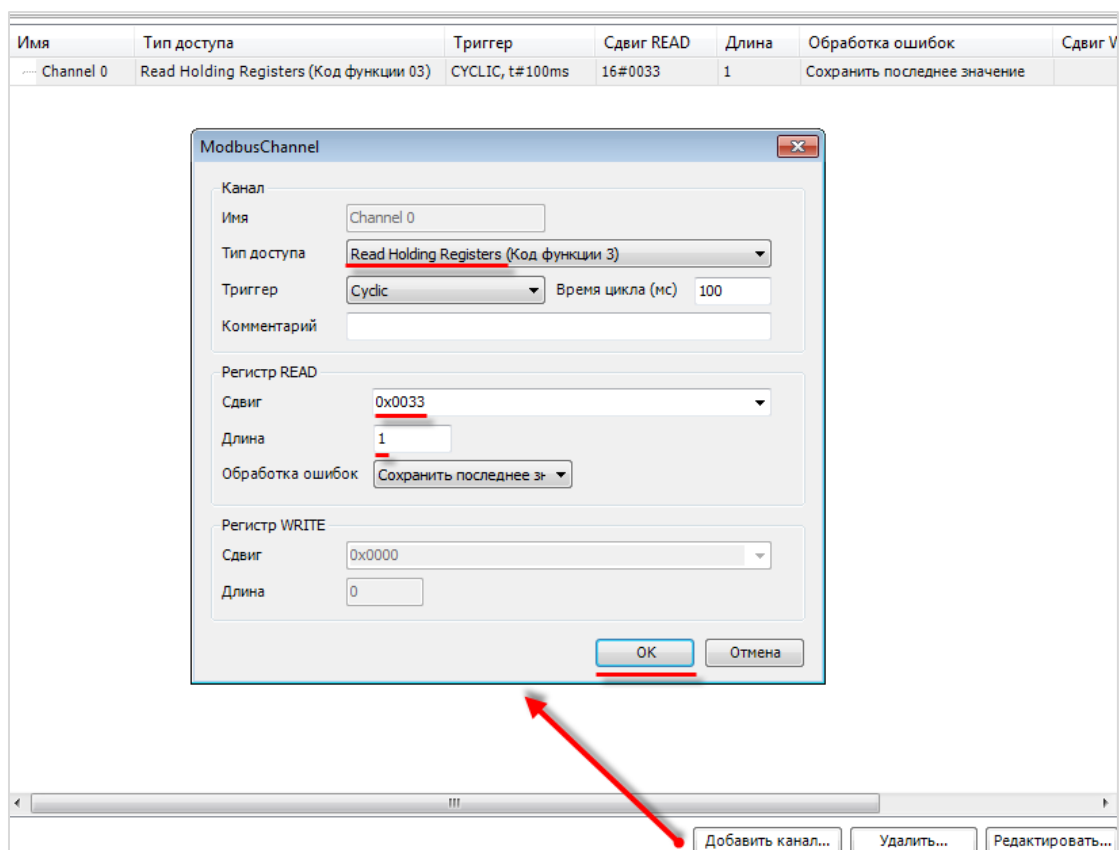 Имя Тип доступа Триггер Сдвиг READ Длина Обработка ошибок Сдвиг
Channel 0 Read Holding Registers (Код функции 03) CYCLIC, t#100ms 16#0033 1 Сохранить последнее значение
ModbusChannel
Канал
Имя Channel 0
Тип доступа Read Holding Registers (Код функции 3)
Триггер Cyclic Время цикла (мс) 100
Комментарий
Регистр READ
Сдвиг 0x0033
Длина 1
Обработка ошибок Сохранить последнее зн
Регистр WRITE
Сдвиг 0x0000
Длина 0
OK Отмена
Добавить канал... Удалить... Редактировать...